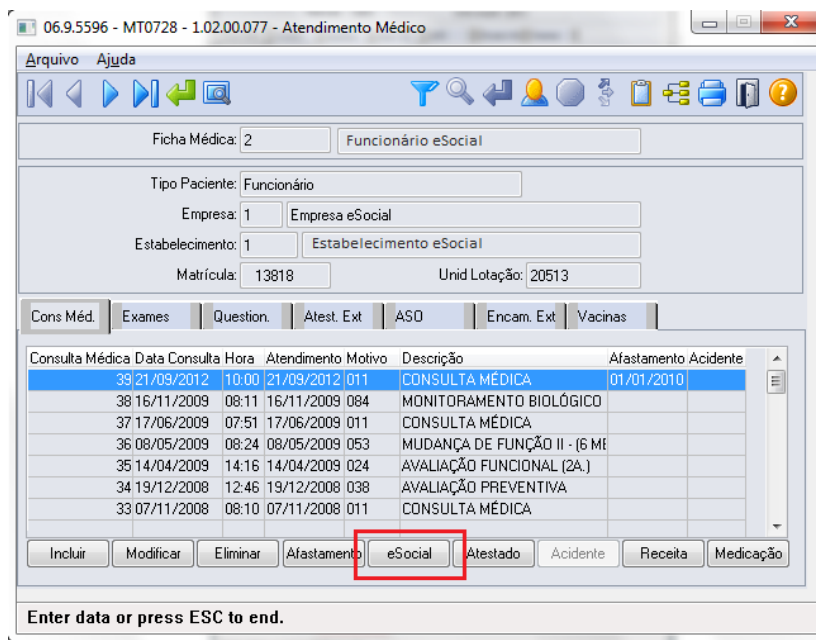 06.9.5596 - MT0728 - 1.02.00.077 - Atendimento Médico
Arquivo Ajuda
Ficha Médica: 2 Funcionário eSocial
Tipo Paciente: Funcionário
Empresa: 1 Empresa eSocial
Estabelecimento: 1 Estabelecimento eSocial
Matrícula: 13818 Unid Lotação: 20513
Cons Méd. Exames Question. Atest. Ext ASO Encam. Ext Vacinas
Consulta Médica Data Consulta Hora Atendimento Motivo Descrição Afastamento Acidente
39 21/09/2012 10:00 21/09/2012 011 CONSULTA MÉDICA 01/01/2010
38 16/11/2009 08:11 16/11/2009 084 MONITORAMENTO BIOLÓGICO
37 17/06/2009 07:51 17/06/2009 011 CONSULTA MÉDICA
36 08/05/2009 08:24 08/05/2009 053 MUDANÇA DE FUNÇÃO II - (6 ME
35 14/04/2009 14:16 14/04/2009 024 AVALIAÇÃO FUNCIONAL (2A.)
34 19/12/2008 12:46 19/12/2008 038 AVALIAÇÃO PREVENTIVA
33 07/11/2008 08:10 07/11/2008 011 CONSULTA MÉDICA
Incluir Modificar Eliminar Afastamento eSocial Atestado Acidente Receita Medicação
Enter data or press ESC to end.